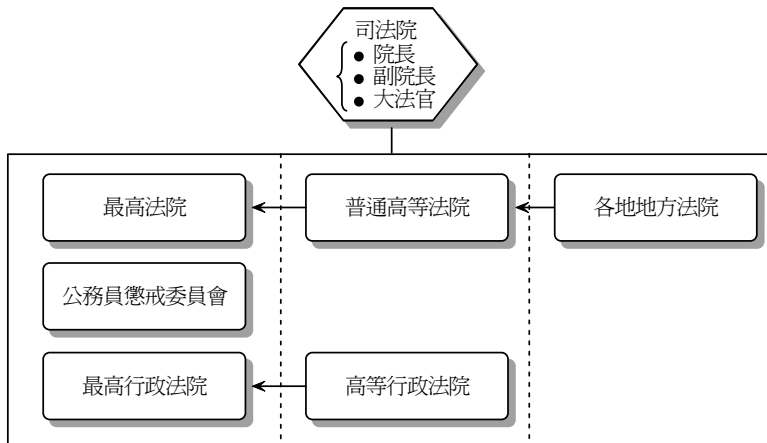 司法院
● 院長
● 副院長
● 大法官
最高法院
普通高等法院
各地地方法院
公務員懲戒委員會
最高行政法院
高等行政法院